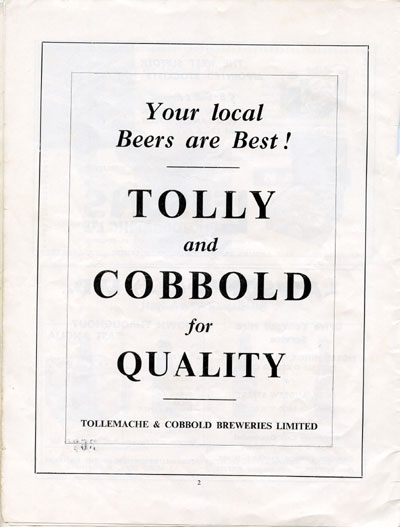 Your local
Beers are Best !
TOLLY
and
COBBOLD
for
QUALITY
TOLLEMACHE & COBBOLD BREWERIES LIMITED
2